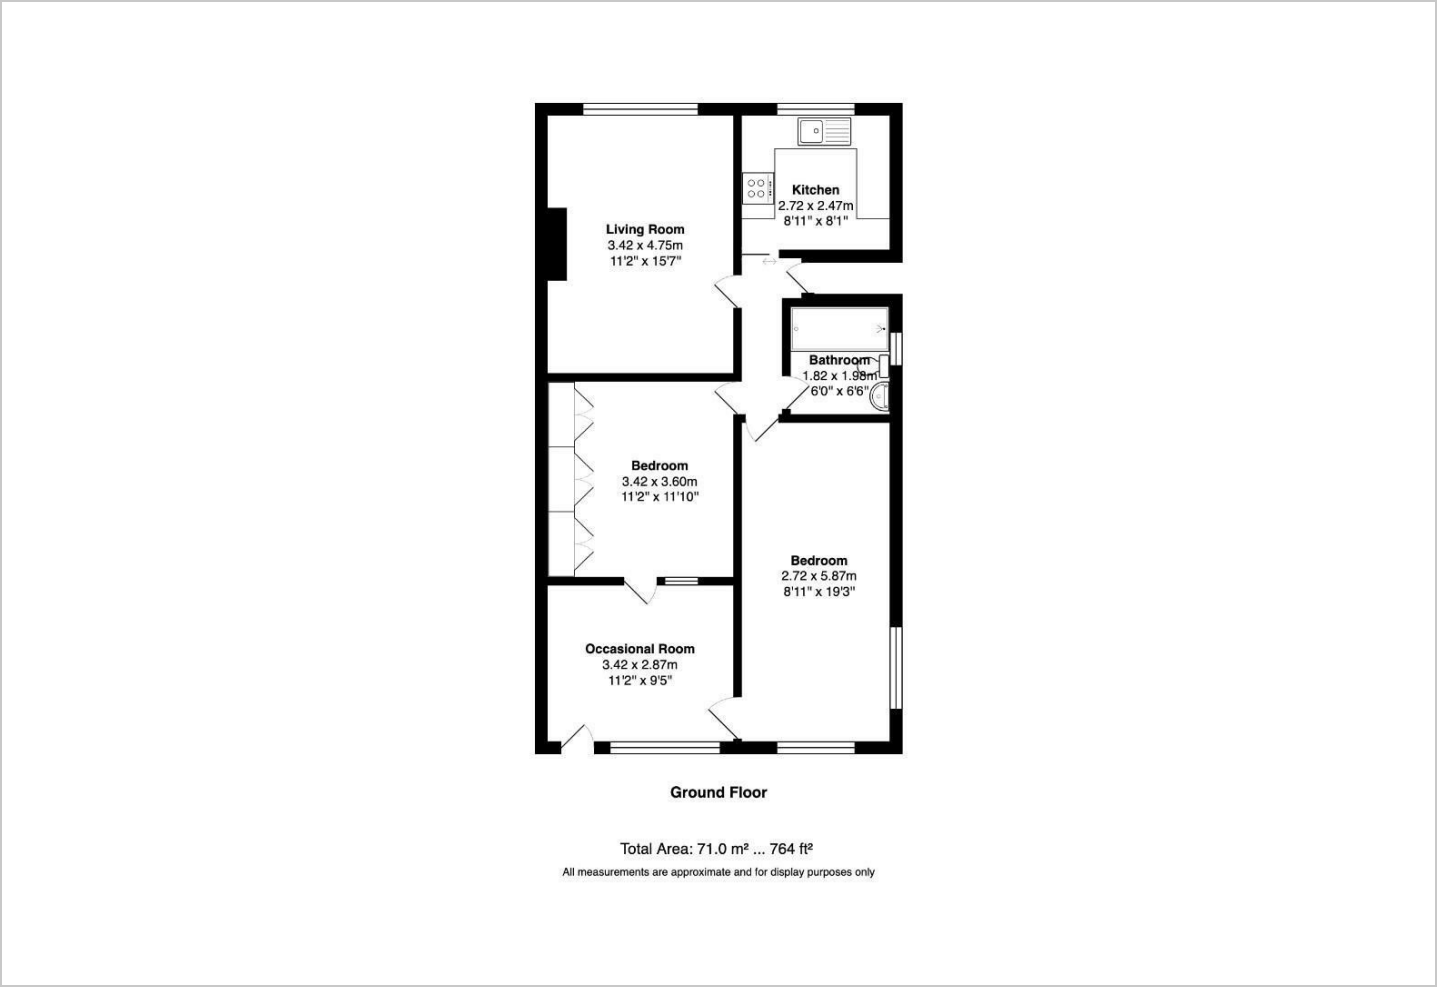 Kitchen
2.72 x 2.47m
8'11" x 8'1"
Living Room
3.42 x 4.75m
11'2" x 15'7"
Bathroom
1.82 x 1.98m
6'0" x 6'6"
Bedroom
3.42 x 3.60m
11'2" x 11'10"
Bedroom
2.72 x 5.87m
8'11" x 19'3"
Occasional Room
3.42 x 2.87m
11'2" x 9'5"
Ground Floor
Total Area: 71.0 m² ... 764 ft²
All measurements are approximate and for display purposes only